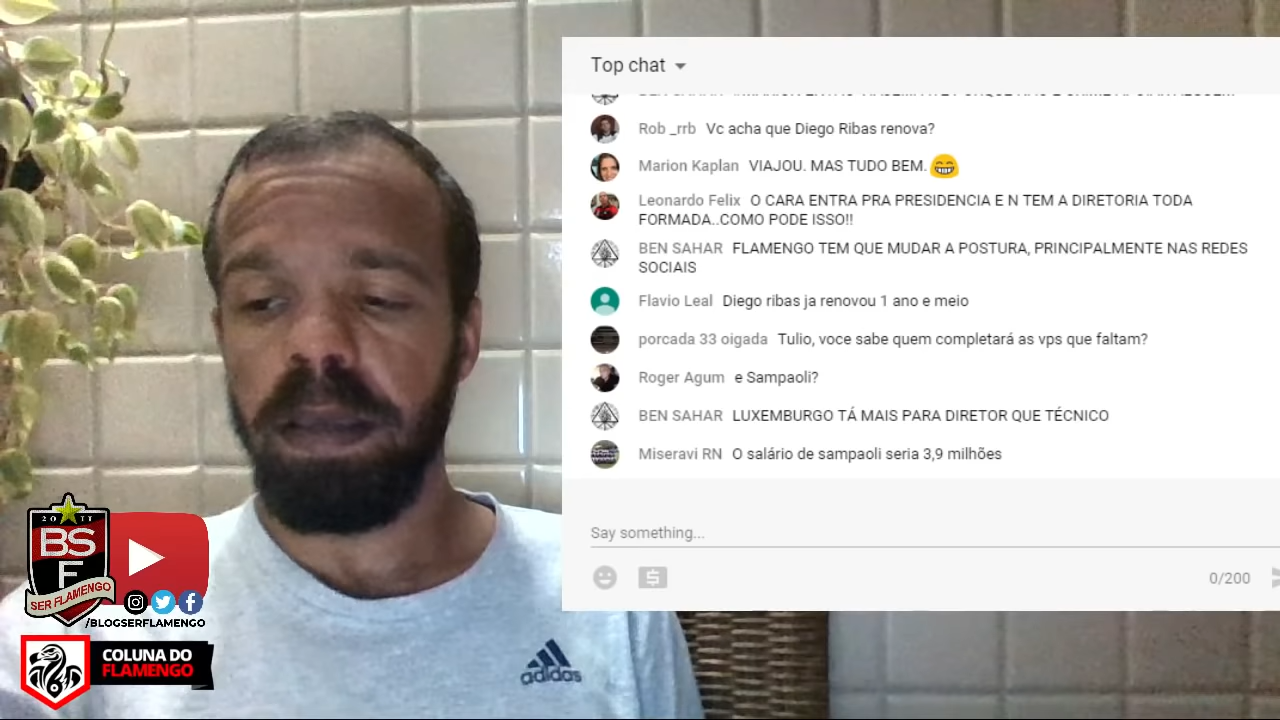 Top chat
Rob _rrb Vc acha que Diego Ribas renova?
Marion Kaplan VIAJOU. MAS TUDO BEM.
Leonardo Felix O CARA ENTRA PRA PRESIDENCIA E N TEM A DIRETORIA TODA
FORMADA..COMO PODE ISSO!!
BEN SAHAR FLAMENGO TEM QUE MUDAR A POSTURA, PRINCIPALMENTE NAS REDES
SOCIAIS
Flavio Leal Diego ribas ja renovou 1 ano e meio
porcada 33 oigada Tulio, voce sabe quem completará as vps que faltam?
Roger Agum e Sampaoli?
BEN SAHAR LUXEMBURGO TÁ MAIS PARA DIRETOR QUE TÉCNICO
Miseravi RN O salário de sampaoli seria 3,9 milhões
Say something...
0/200
20 11
BSF
SER FLAMENGO
/BLOGSERFLAMENGO
COLUNA DO
FLAMENGO
adidas